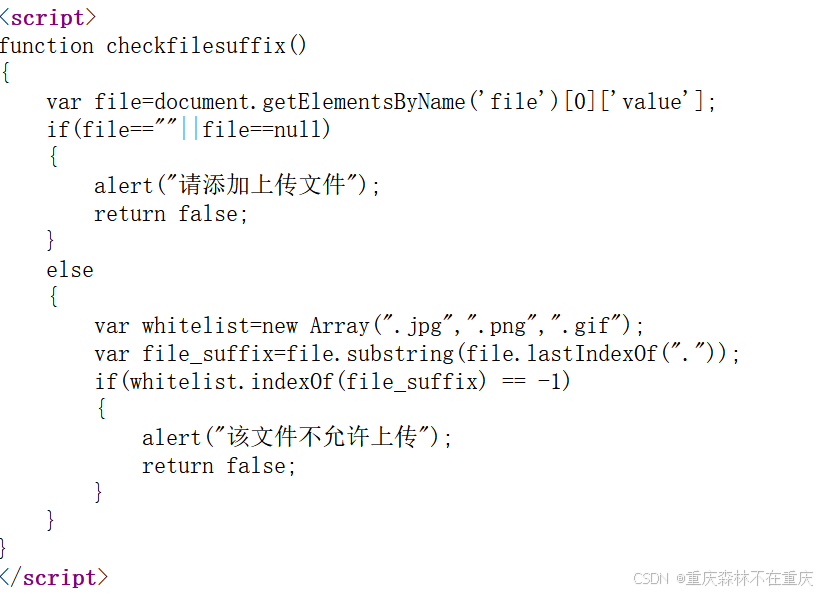 <script>
function checkfilesuffix()
{
    var file=document.getElementsByName('file')[0]['value'];
    if(file==""||file==null)
    {
        alert("请添加上传文件");
        return false;
    }
    else
    {
        var whitelist=new Array(".jpg",".png",".gif");
        var file_suffix=file.substring(file.lastIndexOf("."));
        if(whitelist.indexOf(file_suffix) == -1)
        {
            alert("该文件不允许上传");
            return false;
        }
    }
}
</script>
CSDN @重庆森林不在重庆